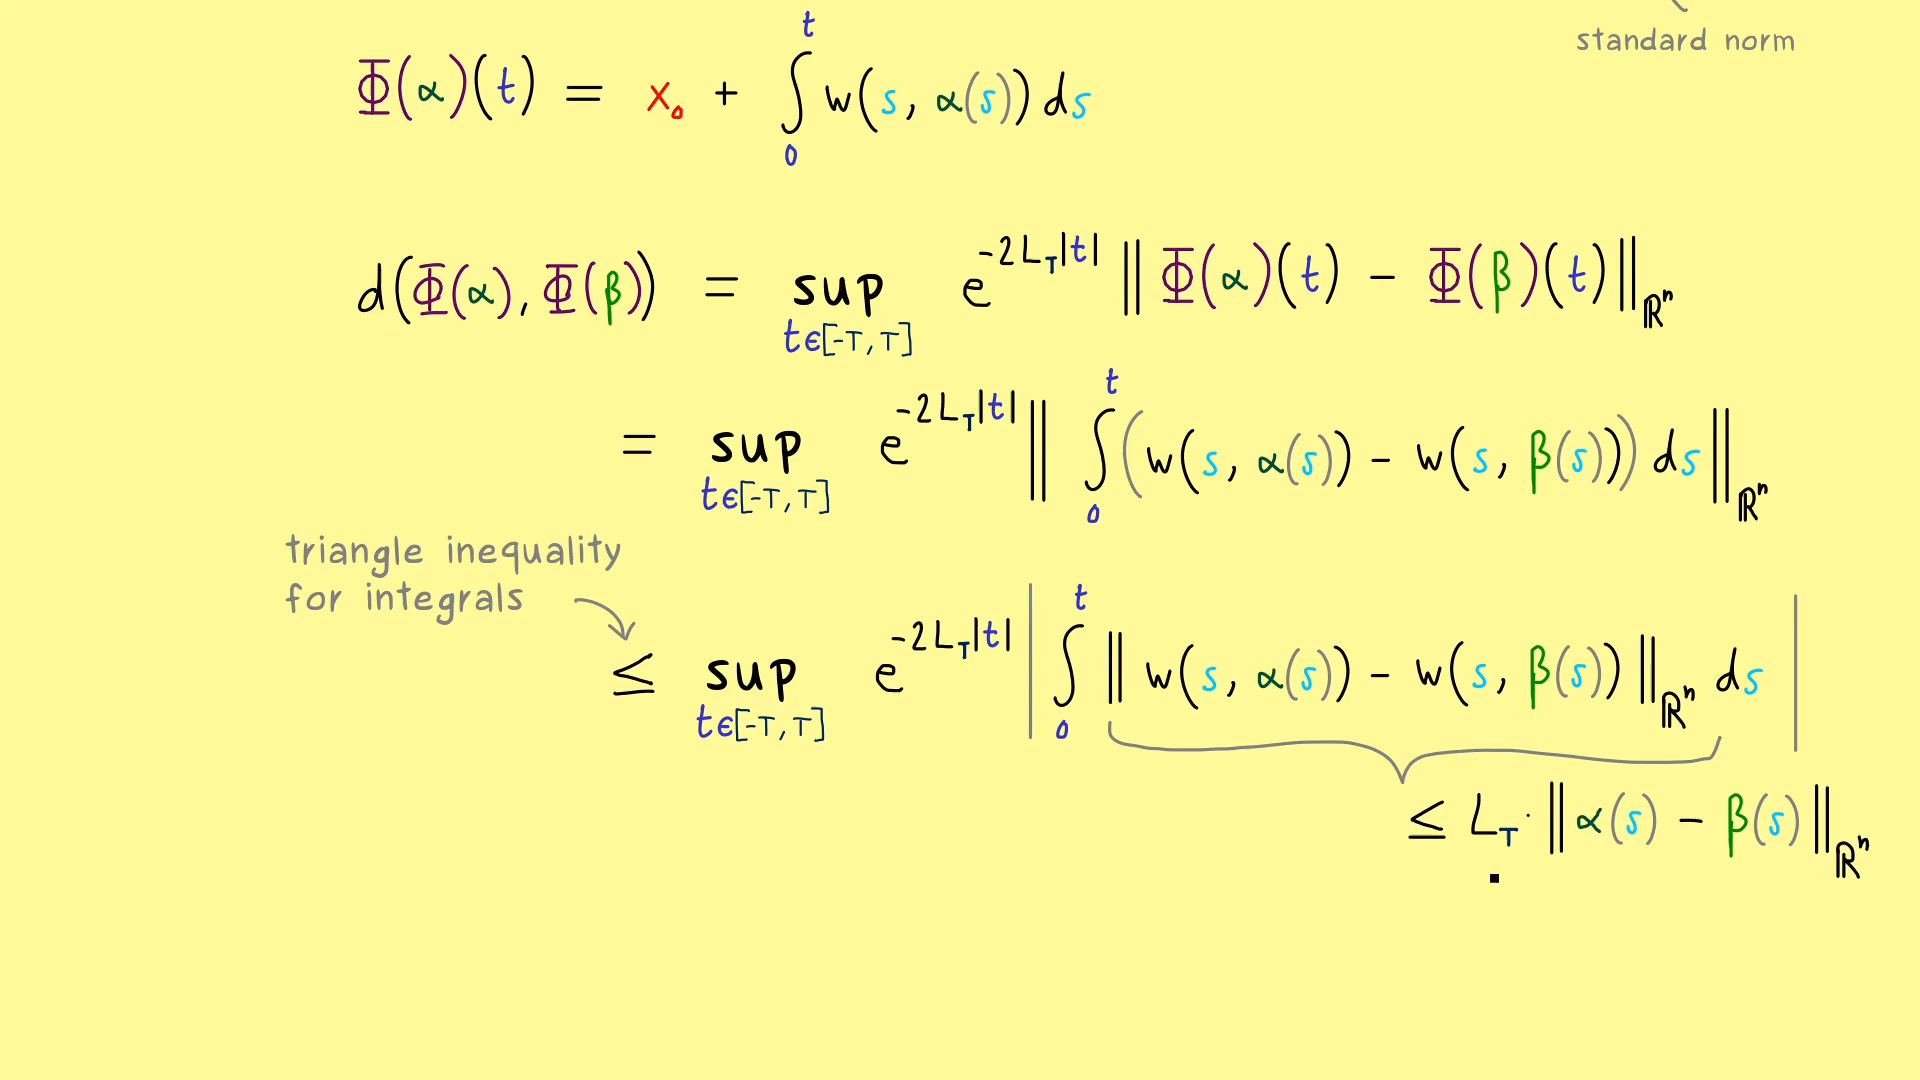 standard norm
Φ(α)(t) = x₀ + ∫₀ᵗ w(s, α(s)) ds
d(Φ(α), Φ(β)) = sup_{t∈[-T,T]} e^{-2L_T|t|} ‖Φ(α)(t) − Φ(β)(t)‖_{ℝⁿ}
= sup_{t∈[-T,T]} e^{-2L_T|t|} ‖ ∫₀ᵗ (w(s, α(s)) − w(s, β(s))) ds ‖_{ℝⁿ}
triangle inequality
for integrals
≤ sup_{t∈[-T,T]} e^{-2L_T|t|} | ∫₀ᵗ ‖ w(s, α(s)) − w(s, β(s)) ‖_{ℝⁿ} ds |
≤ L_T · ‖α(s) − β(s)‖_{ℝⁿ}